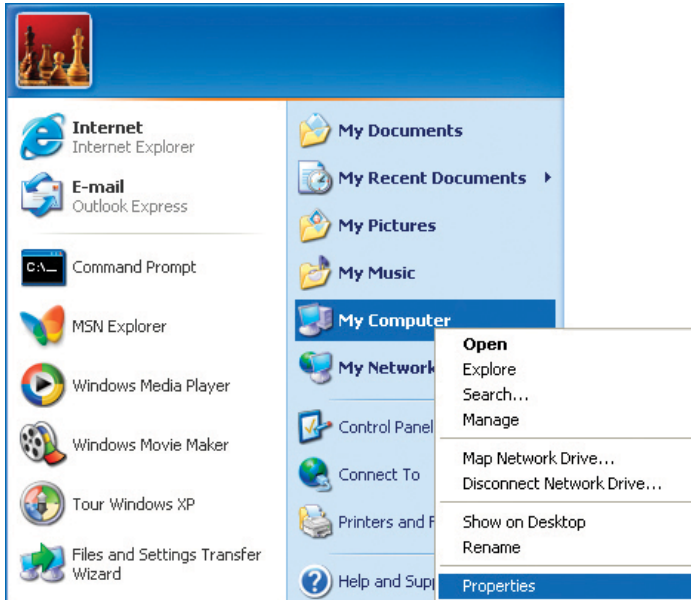 Internet
Internet Explorer
E-mail
Outlook Express
C:\_
Command Prompt
MSN Explorer
Windows Media Player
Windows Movie Maker
Tour Windows XP
Files and Settings Transfer
Wizard
My Documents
My Recent Documents
My Pictures
My Music
My Computer
My Network
Control Panel
Connect To
Printers and F
Help and Supp
Open
Explore
Search...
Manage
Map Network Drive...
Disconnect Network Drive...
Show on Desktop
Rename
Properties